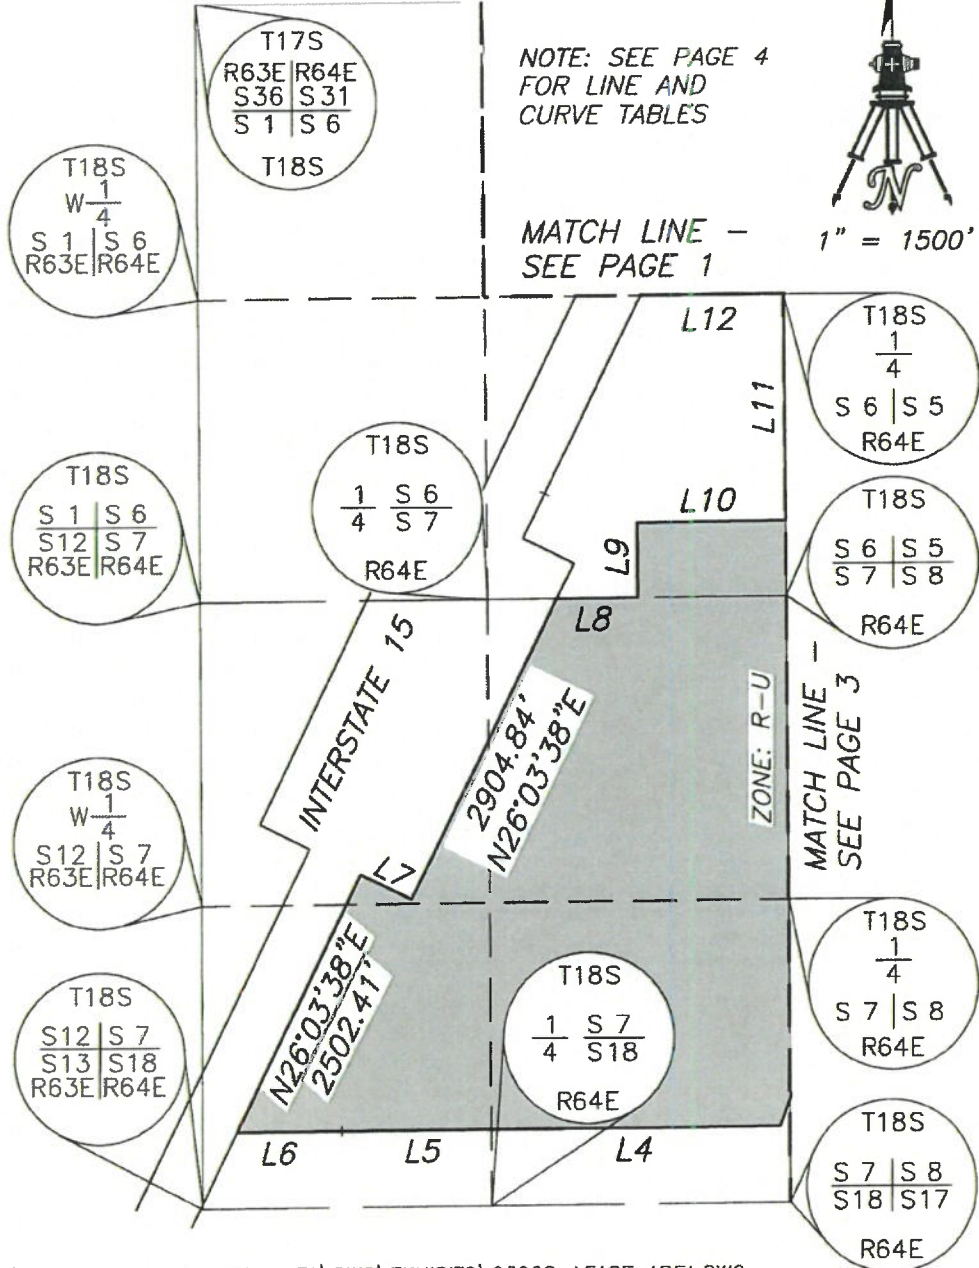 T17S
R63E R64E
S36 S31
S 1 S 6
T18S
NOTE: SEE PAGE 4
FOR LINE AND
CURVE TABLES
N
1" = 1500'
T18S
W 1/4
S 1 S 6
R63E R64E
MATCH LINE –
SEE PAGE 1
L12
T18S
1/4
S 6 S 5
R64E
L11
T18S
1/4 S 6
S 7
R64E
T18S
S 1 S 6
S12 S 7
R63E R64E
L10
L9
L8
T18S
S 6 S 5
S 7 S 8
R64E
INTERSTATE 15
2904.84'
N26°03'38"E
ZONE: R-U
MATCH LINE –
SEE PAGE 3
T18S
W 1/4
S12 S 7
R63E R64E
L7
N26°03'38"E
2502.41'
T18S
1/4
S 7 S 8
R64E
T18S
S12 S 7
S13 S18
R63E R64E
T18S
1/4 S 7
S18
R64E
L6
L5
L4
T18S
S 7 S 8
S18 S17
R64E